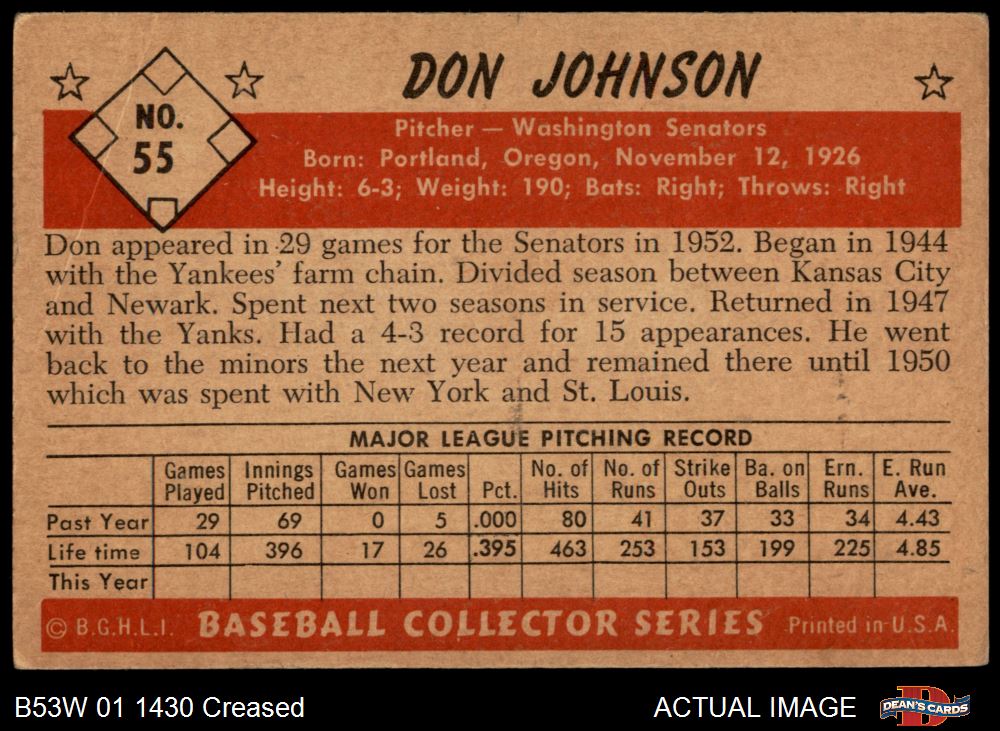 DON JOHNSON
NO.
55
Pitcher — Washington Senators
Born: Portland, Oregon, November 12, 1926
Height: 6-3; Weight: 190; Bats: Right; Throws: Right
Don appeared in 29 games for the Senators in 1952. Began in 1944
with the Yankees' farm chain. Divided season between Kansas City
and Newark. Spent next two seasons in service. Returned in 1947
with the Yanks. Had a 4-3 record for 15 appearances. He went
back to the minors the next year and remained there until 1950
which was spent with New York and St. Louis.
MAJOR LEAGUE PITCHING RECORD
Games Innings Games Games No. of No. of Strike Ba. on Ern. E. Run
Played Pitched Won Lost Pct. Hits Runs Outs Balls Runs Ave.
Past Year 29 69 0 5 .000 80 41 37 33 34 4.43
Life time 104 396 17 26 .395 463 253 153 199 225 4.85
This Year
© B.G.H.L.I. BASEBALL COLLECTOR SERIES Printed in U.S.A.
B53W 01 1430 Creased ACTUAL IMAGE D DEAN'S CARDS